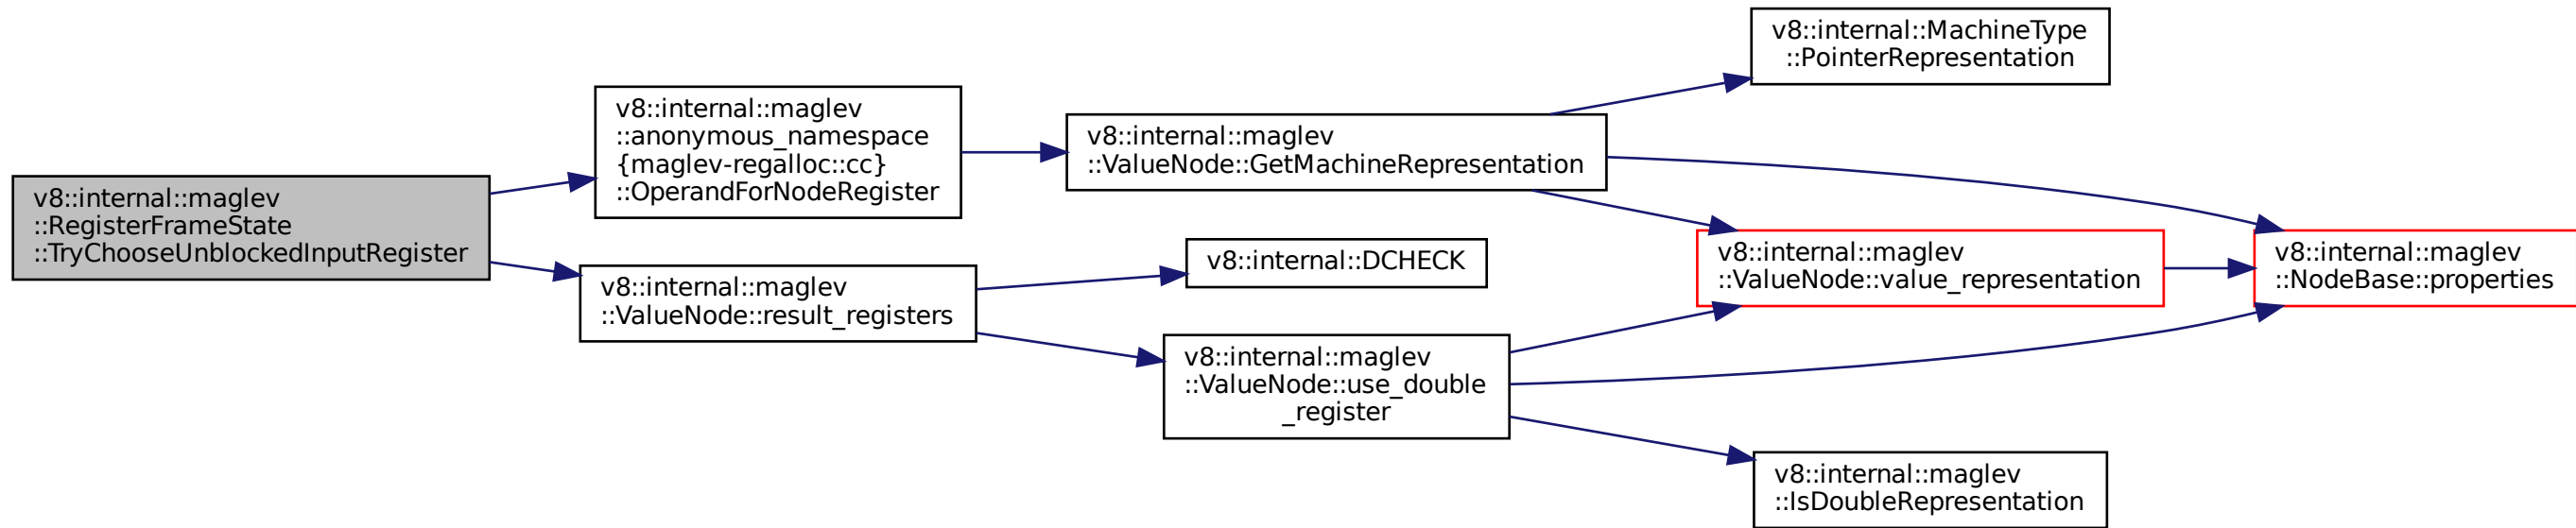 v8::internal::maglev
::RegisterFrameState
::TryChooseUnblockedInputRegister
v8::internal::maglev
::anonymous_namespace
{maglev-regalloc::cc}
::OperandForNodeRegister
v8::internal::maglev
::ValueNode::result_registers
v8::internal::maglev
::ValueNode::GetMachineRepresentation
v8::internal::DCHECK
v8::internal::maglev
::ValueNode::use_double
_register
v8::internal::MachineType
::PointerRepresentation
v8::internal::maglev
::ValueNode::value_representation
v8::internal::maglev
::IsDoubleRepresentation
v8::internal::maglev
::NodeBase::properties